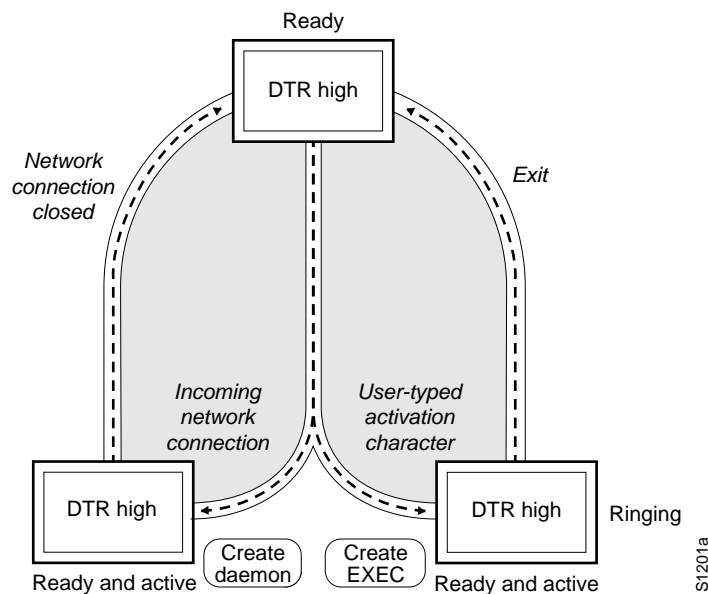 Ready
DTR high
Network
connection
closed
Exit
Incoming
network
connection
User-typed
activation
character
DTR high
DTR high
Ringing
Create
daemon
Create
EXEC
Ready and active
Ready and active
S1201a